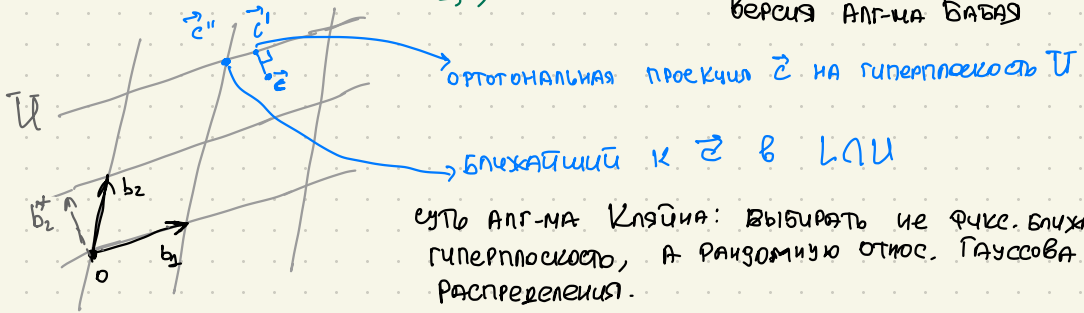 ВЕРСИЯ АЛГ-МА БАБАЯ
c⃗'' c⃗'
c⃗
ОРТОГОНАЛЬНАЯ ПРОЕКЦИЯ c⃗ НА ГИПЕРПЛОСКОСТЬ U
U
БЛИЖАЙШИЙ К c⃗ В L∩U
b₂
b₂*
b₁
0
СУТЬ АЛГ-МА КЛЯЙНА: ВЫБИРАТЬ НЕ ФИКС. БЛИЖ
ГИПЕРПЛОСКОСТЬ, А РАНДОМНУЮ ОТНОС. ГАУССОВА
РАСПРЕДЕЛЕНИЯ.